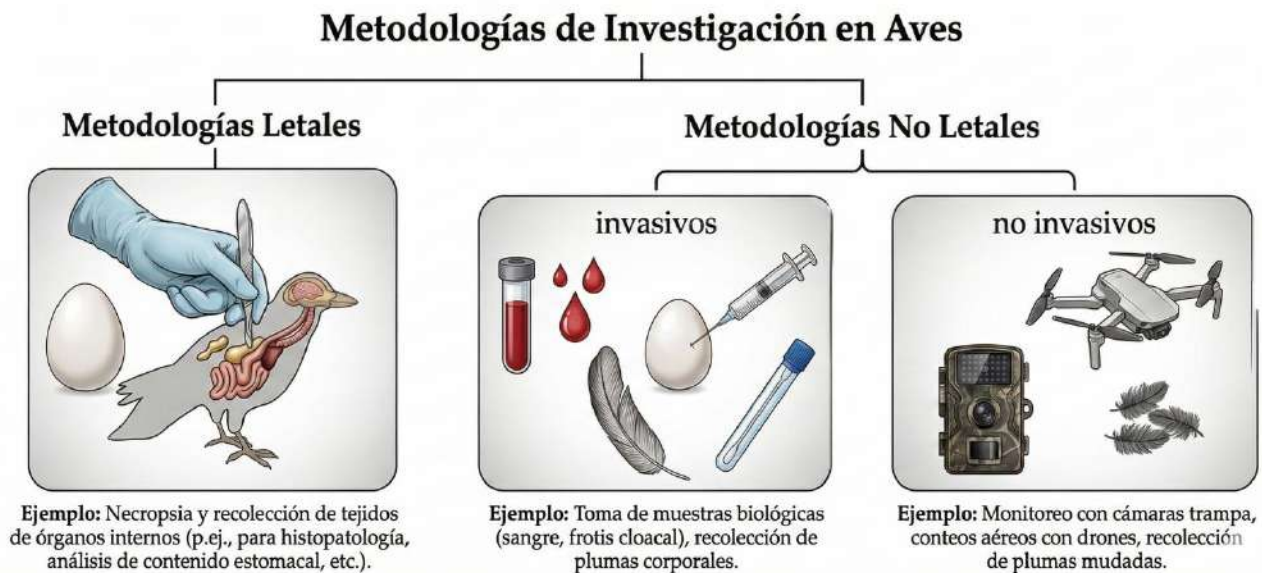 Metodologías de Investigación en Aves
Metodologías Letales
Metodologías No Letales
invasivos
no invasivos
Ejemplo: Necropsia y recolección de tejidos
de órganos internos (p.ej., para histopatología,
análisis de contenido estomacal, etc.).
Ejemplo: Toma de muestras biológicas
(sangre, frotis cloacal), recolección de
plumas corporales.
Ejemplo: Monitoreo con cámaras trampa,
conteos aéreos con drones, recolección
de plumas mudadas.